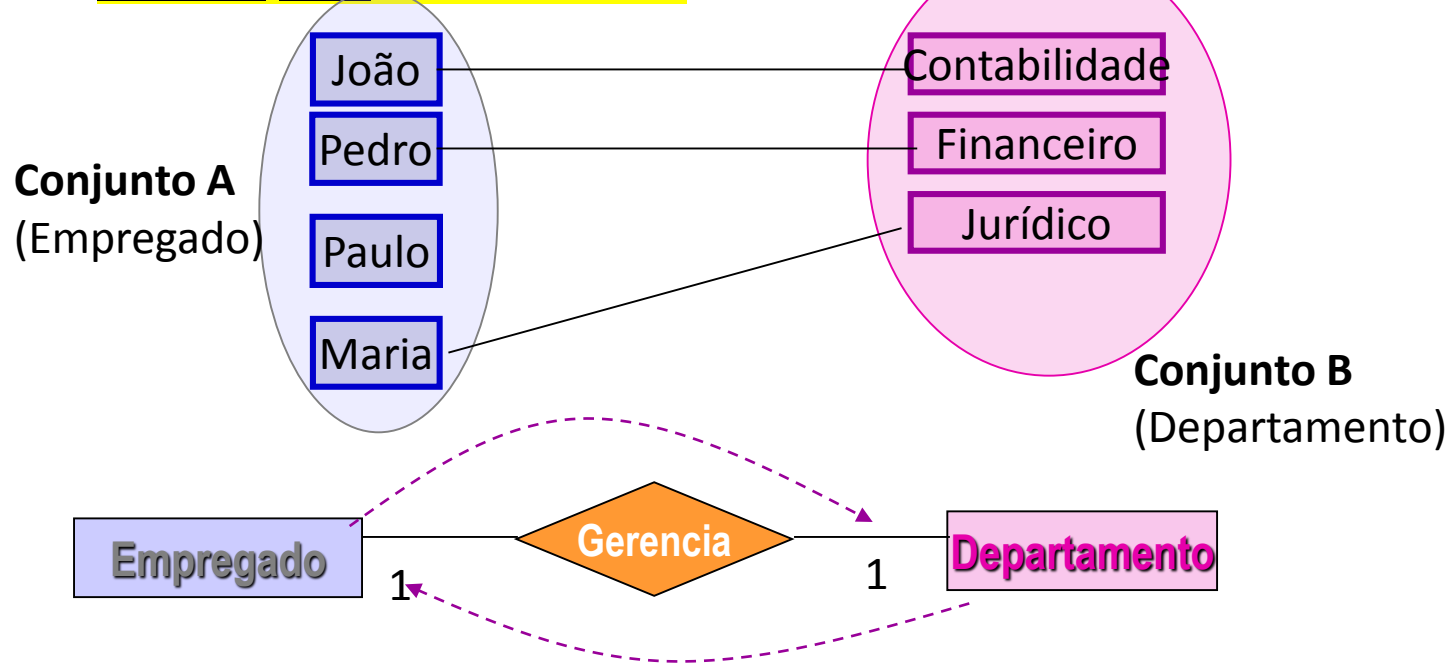 João
Contabilidade
Pedro
Financeiro
Conjunto A
(Empregado)
Paulo
Jurídico
Maria
Conjunto B
(Departamento)
Empregado
1
Gerencia
1
Departamento